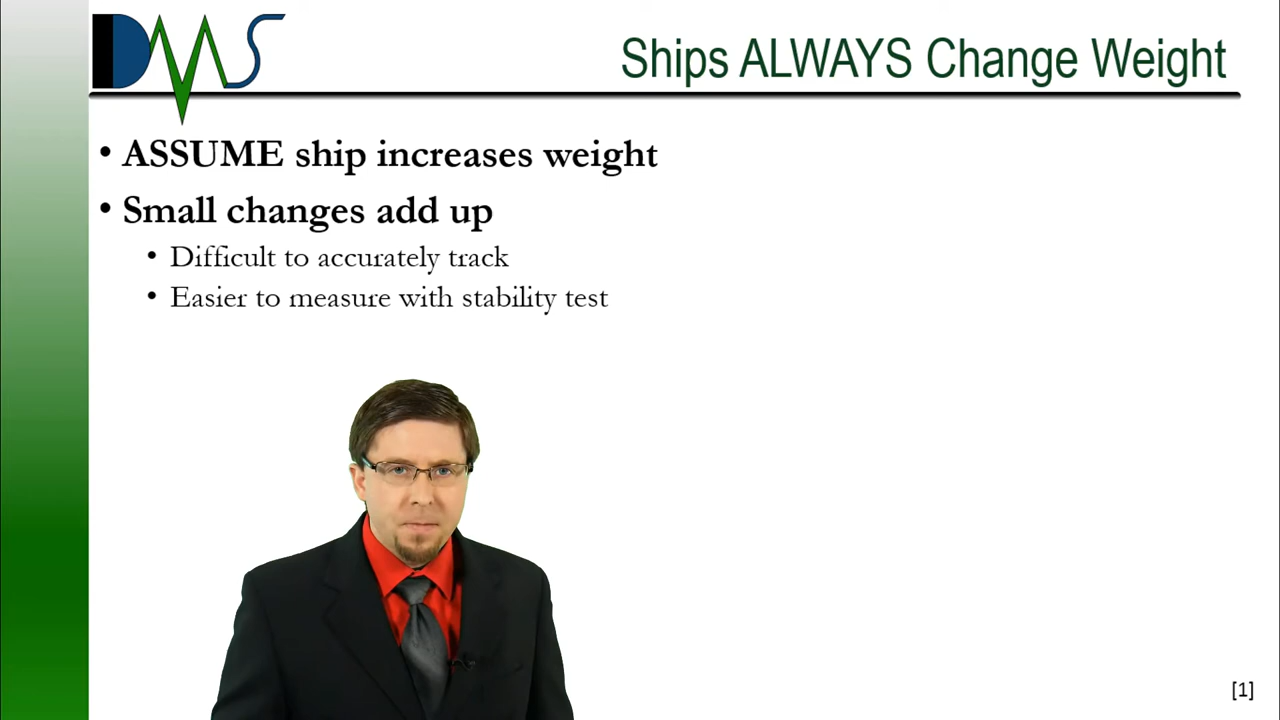 DMS
Ships ALWAYS Change Weight
• ASSUME ship increases weight
• Small changes add up
• Difficult to accurately track
• Easier to measure with stability test
[1]